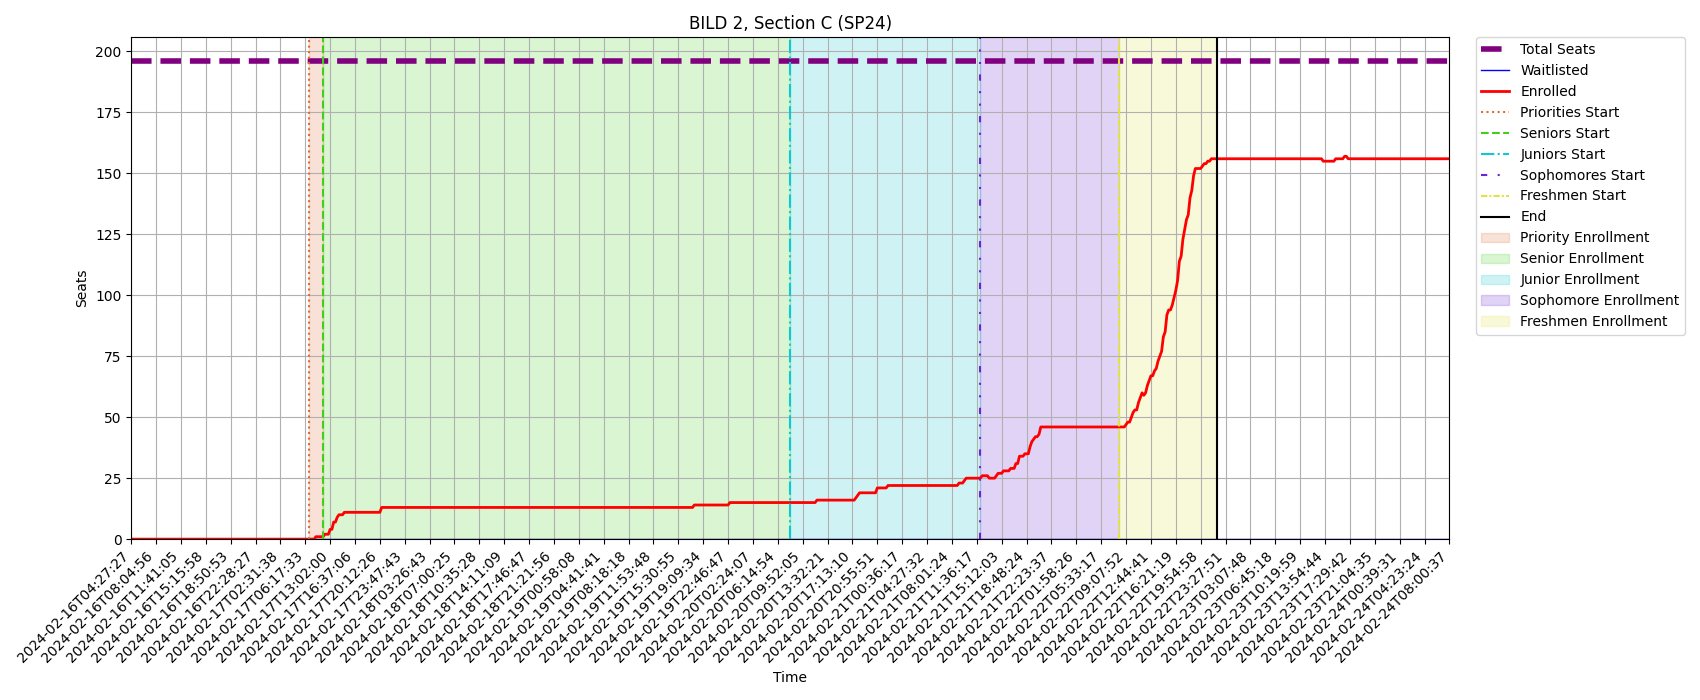 BILD 2, Section C (SP24)
Seats
200
175
150
125
100
75
50
25
0
2024-02-16T04:27:27
2024-02-16T08:04:56
2024-02-16T11:41:05
2024-02-16T15:15:58
2024-02-16T18:50:53
2024-02-16T22:28:27
2024-02-17T02:31:38
2024-02-17T06:17:33
2024-02-17T13:02:00
2024-02-17T16:37:06
2024-02-17T20:12:26
2024-02-17T23:47:43
2024-02-18T03:26:43
2024-02-18T07:00:25
2024-02-18T10:35:28
2024-02-18T14:11:09
2024-02-18T17:46:47
2024-02-18T21:21:56
2024-02-19T00:58:08
2024-02-19T04:41:41
2024-02-19T08:18:18
2024-02-19T11:53:48
2024-02-19T15:30:55
2024-02-19T19:09:34
2024-02-19T22:46:47
2024-02-20T02:24:07
2024-02-20T06:14:54
2024-02-20T09:52:05
2024-02-20T13:32:21
2024-02-20T17:13:10
2024-02-20T20:55:51
2024-02-21T00:36:17
2024-02-21T04:27:32
2024-02-21T08:01:24
2024-02-21T11:36:17
2024-02-21T15:12:03
2024-02-21T18:48:24
2024-02-21T22:23:37
2024-02-22T01:58:26
2024-02-22T05:33:17
2024-02-22T09:07:52
2024-02-22T12:44:41
2024-02-22T16:21:19
2024-02-22T19:54:58
2024-02-22T23:27:51
2024-02-23T03:07:48
2024-02-23T06:45:18
2024-02-23T10:19:59
2024-02-23T13:54:44
2024-02-23T17:29:42
2024-02-23T21:04:35
2024-02-24T00:39:31
2024-02-24T04:23:24
2024-02-24T08:00:37
Time
Total Seats
Waitlisted
Enrolled
Priorities Start
Seniors Start
Juniors Start
Sophomores Start
Freshmen Start
End
Priority Enrollment
Senior Enrollment
Junior Enrollment
Sophomore Enrollment
Freshmen Enrollment